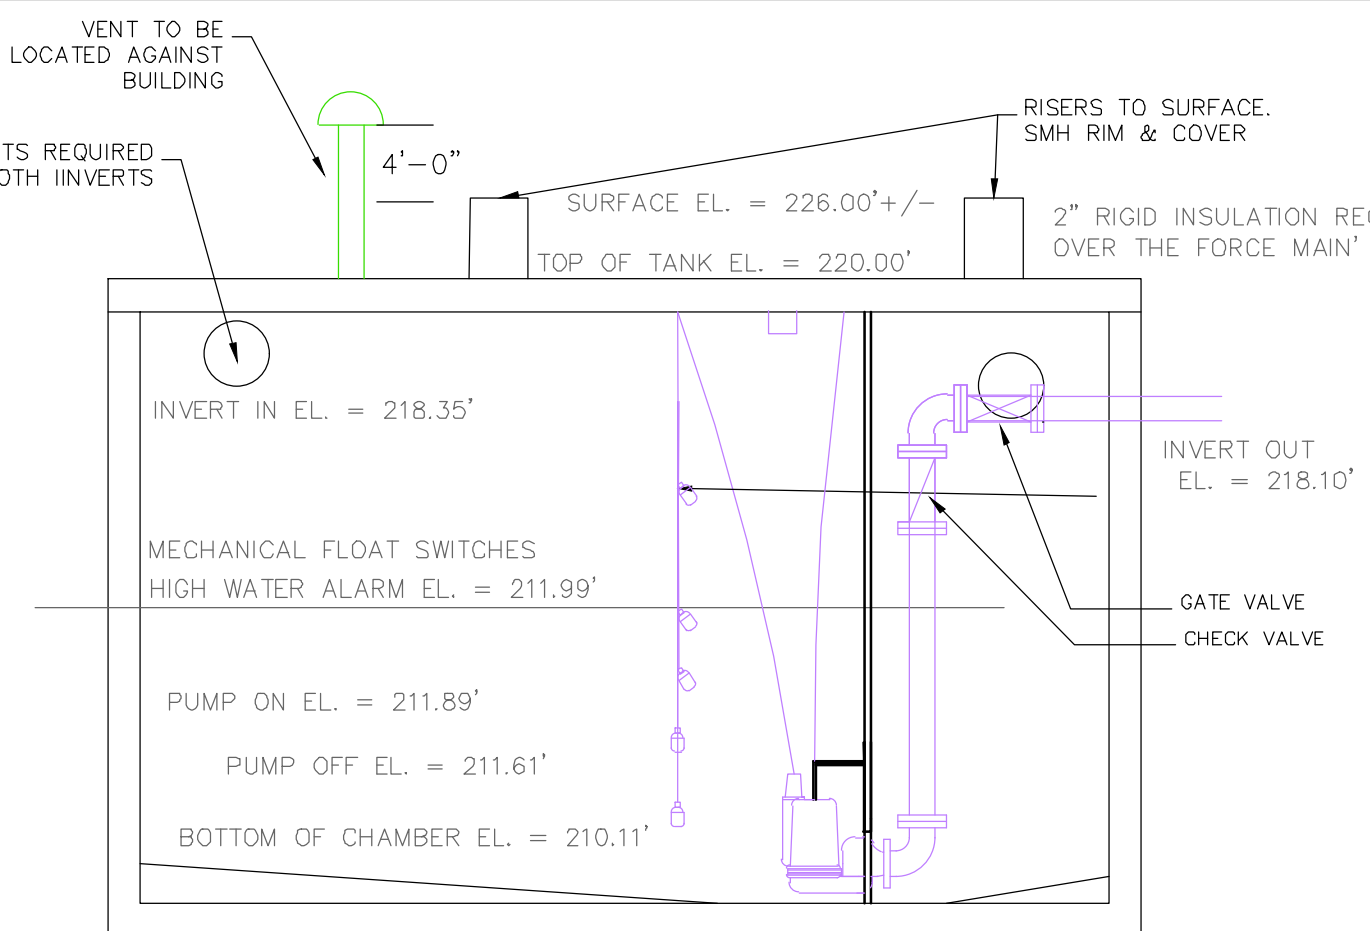 VENT TO BE
LOCATED AGAINST
BUILDING
TS REQUIRED
OTH IINVERTS
4'-0"
RISERS TO SURFACE.
SMH RIM & COVER
SURFACE EL. = 226.00'+/-
2" RIGID INSULATION
OVER THE FORCE MAIN'
TOP OF TANK EL. = 220.00'
INVERT IN EL. = 218.35'
INVERT OUT
EL. = 218.10'
MECHANICAL FLOAT SWITCHES
HIGH WATER ALARM EL. = 211.99'
GATE VALVE
CHECK VALVE
PUMP ON EL. = 211.89'
PUMP OFF EL. = 211.61'
BOTTOM OF CHAMBER EL. = 210.11'